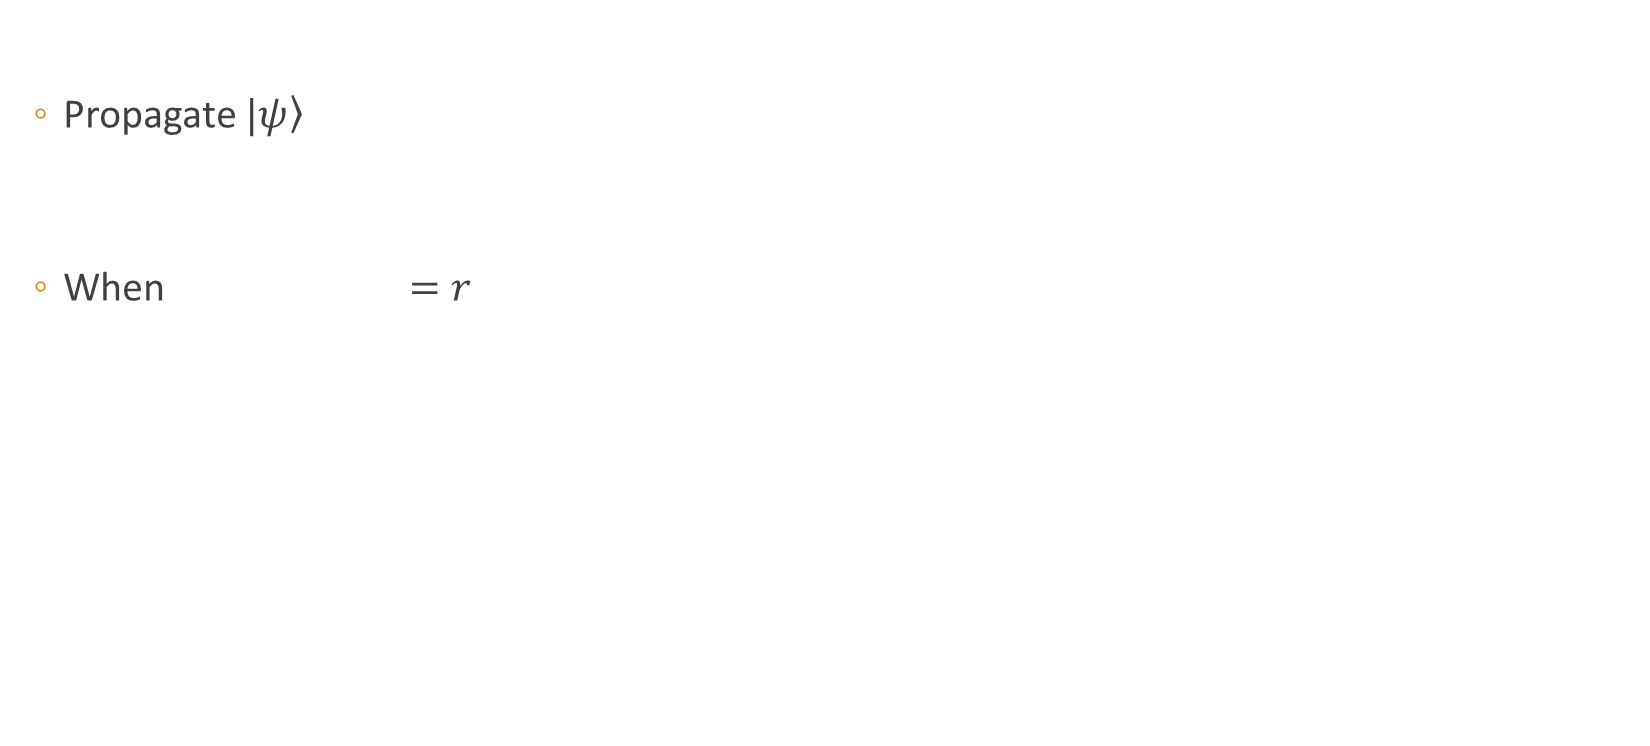 ◦ Propagate |𝜓⟩
◦ When = 𝑟